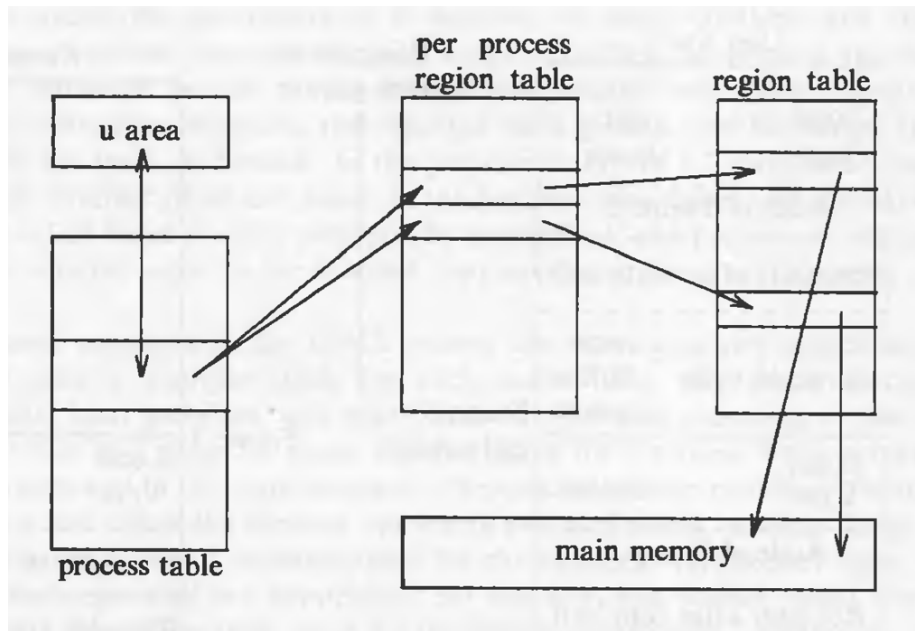 per process
region table
region table
u area
main memory
process table